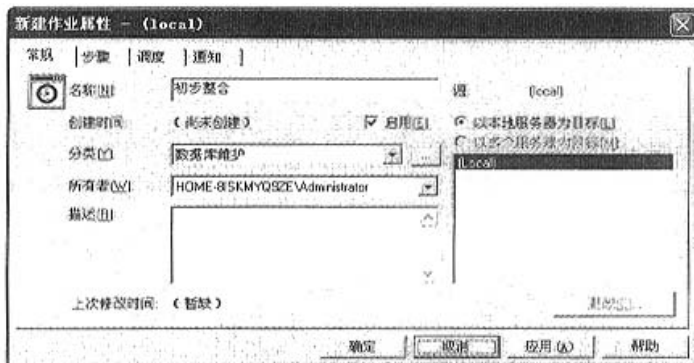 新建作业属性 - (local)
常规 步骤 调度 通知
名称(N) 初步整合 源 (local)
创建时间: (尚未创建) 启用(E) 以本地服务器为目标(L)
分类(Y) 数据库维护 ... 以多个服务器为目标(M)
所有者(W) HOME-8ISKMYQ9ZE\Administrator (Local)
描述(R)
上次修改时间: (暂缺)
确定 取消 应用(A) 帮助